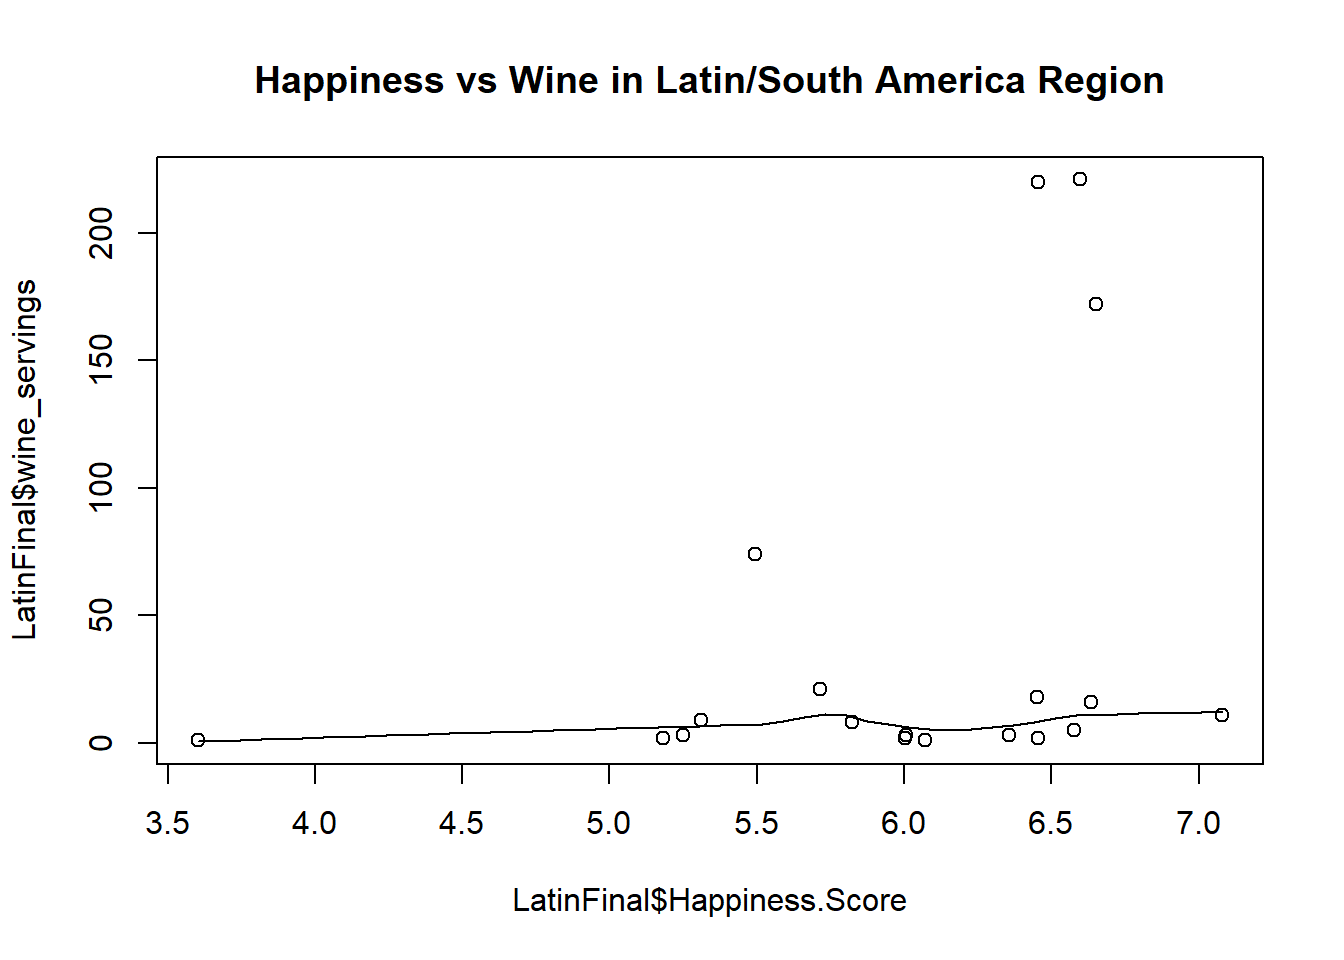 Happiness vs Wine in Latin/South America Region
LatinFinal$wine_servings
200
150
100
50
0
3.5 4.0 4.5 5.0 5.5 6.0 6.5 7.0
LatinFinal$Happiness.Score